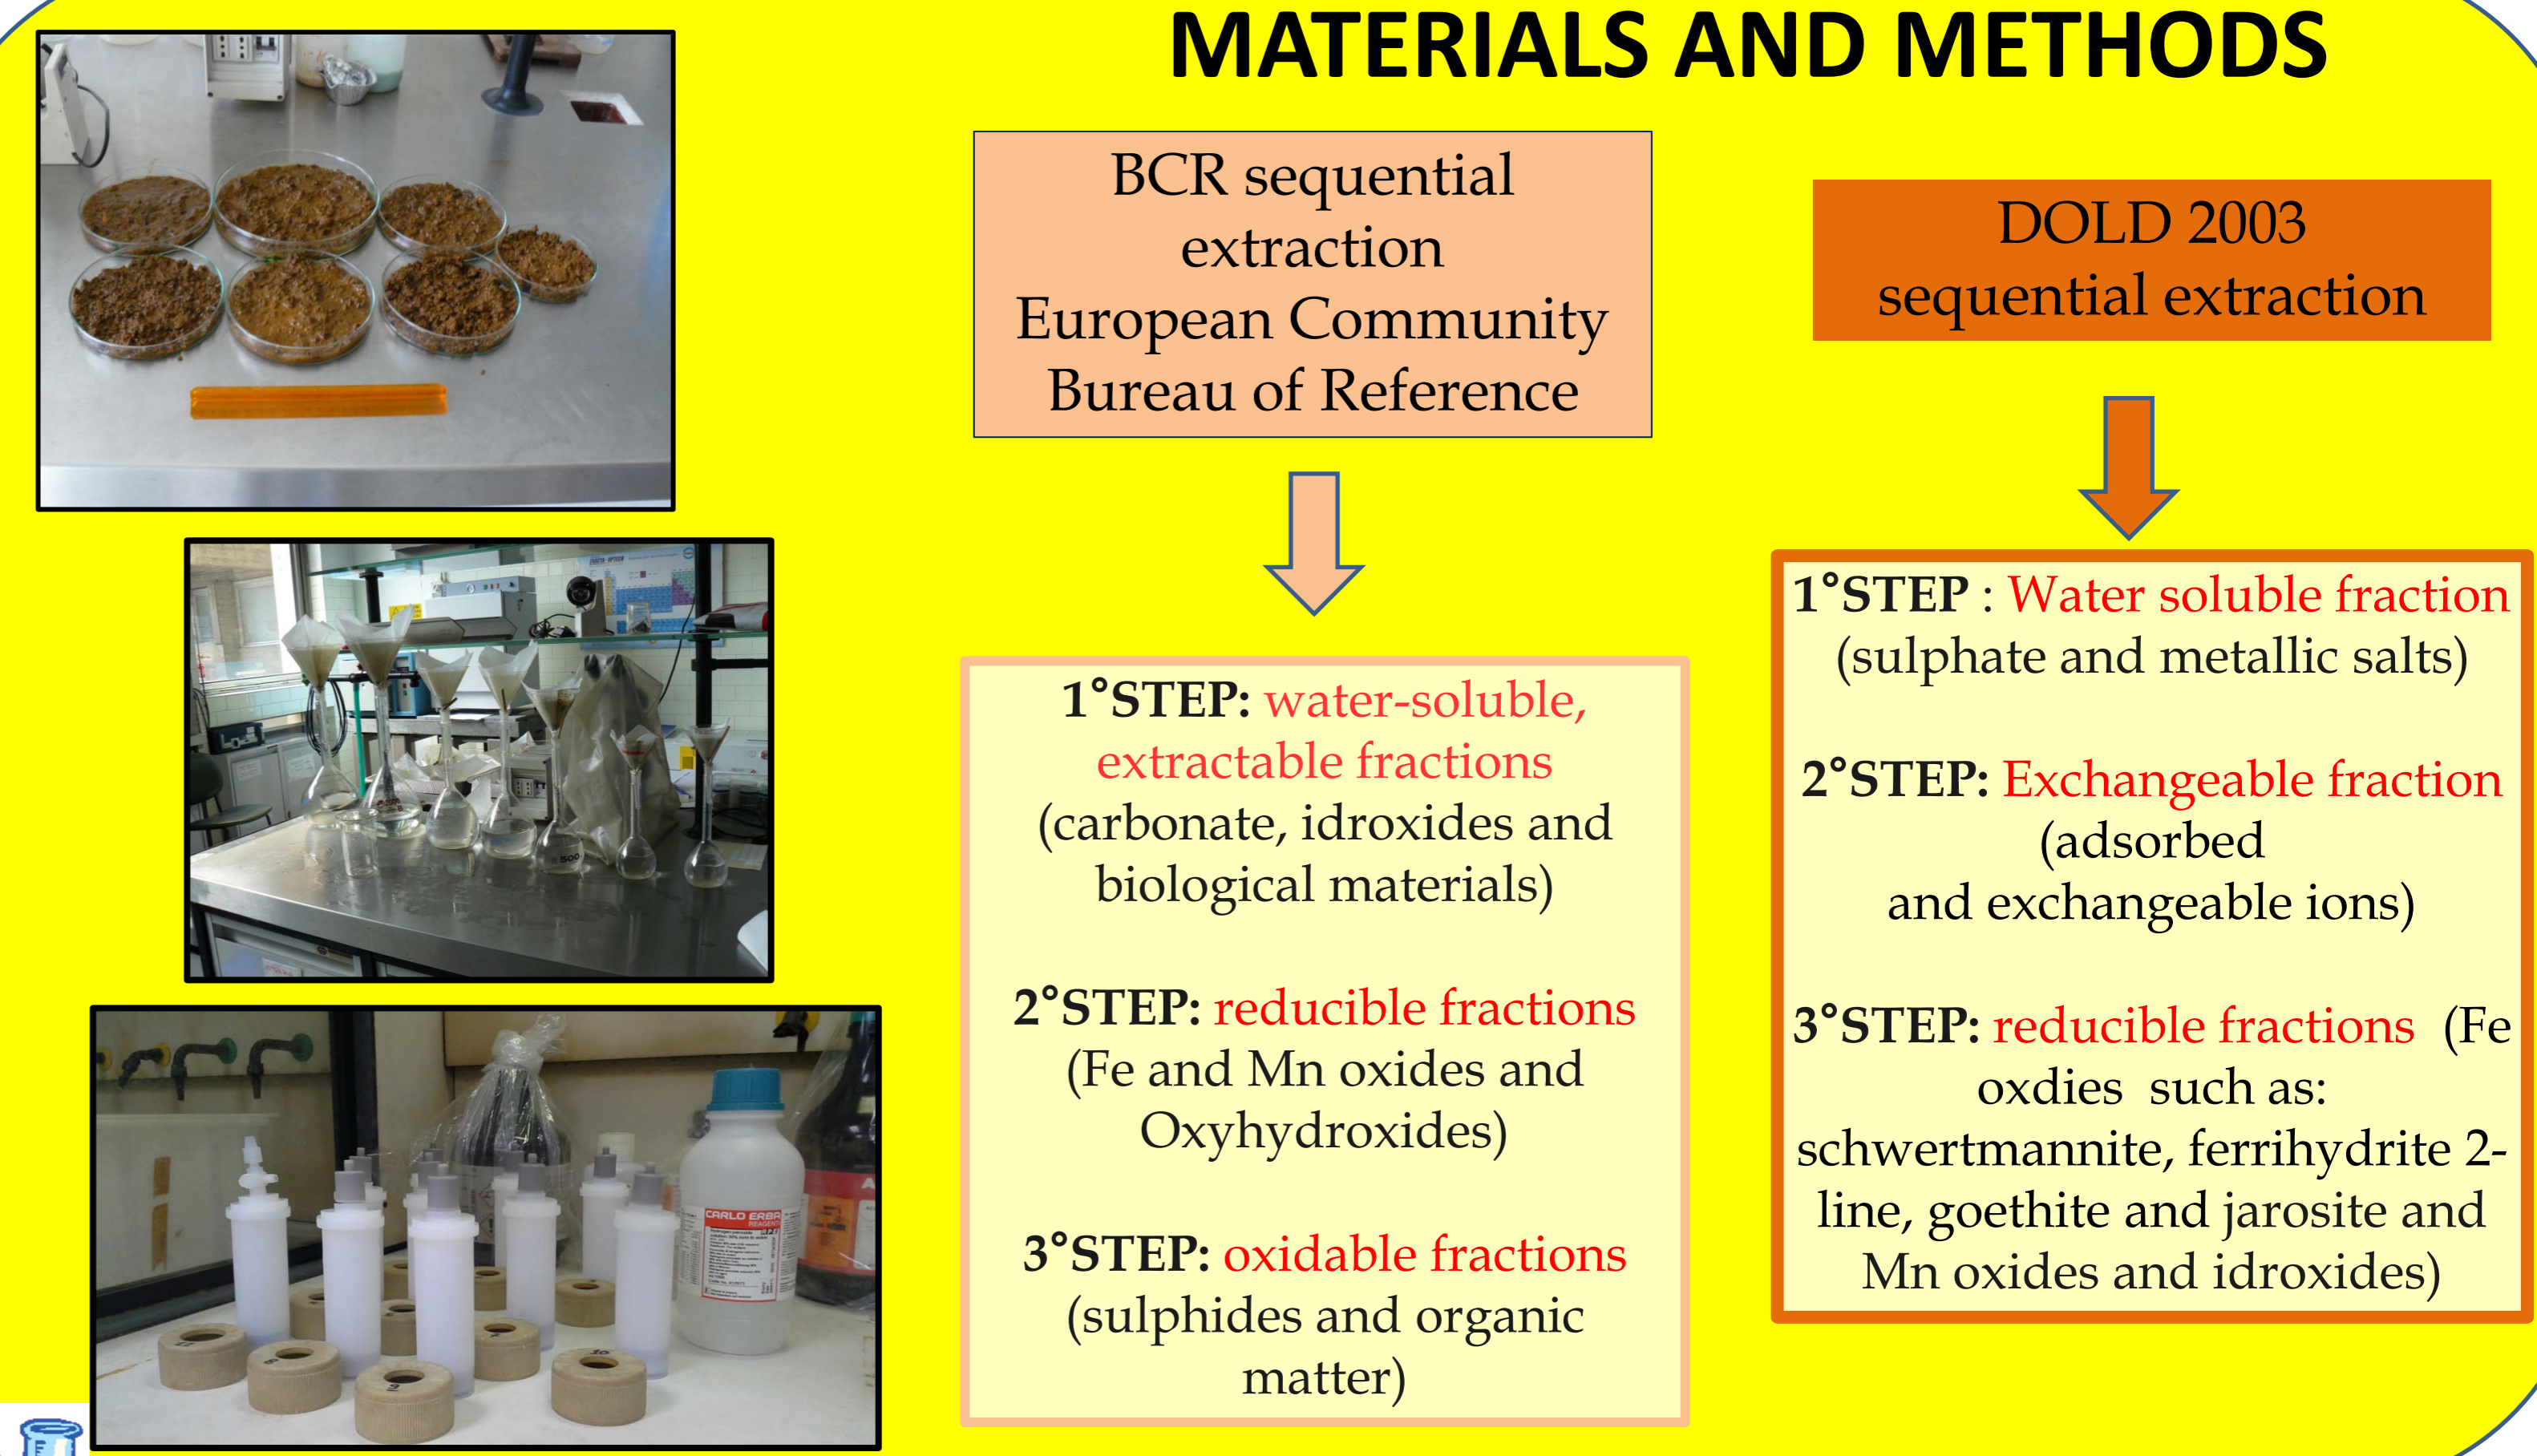 MATERIALS AND METHODS
BCR sequential
extraction
European Community
Bureau of Reference
DOLD 2003
sequential extraction
1°STEP: water-soluble,
extractable fractions
(carbonate, idroxides and
biological materials)
2°STEP: reducible fractions
(Fe and Mn oxides and
Oxyhydroxides)
3°STEP: oxidable fractions
(sulphides and organic
matter)
1°STEP : Water soluble fraction
(sulphate and metallic salts)
2°STEP: Exchangeable fraction
(adsorbed
and exchangeable ions)
3°STEP: reducible fractions (Fe
oxdies such as:
schwertmannite, ferrihydrite 2-
line, goethite and jarosite and
Mn oxides and idroxides)
500
CARLO ERBA
REAGENTI